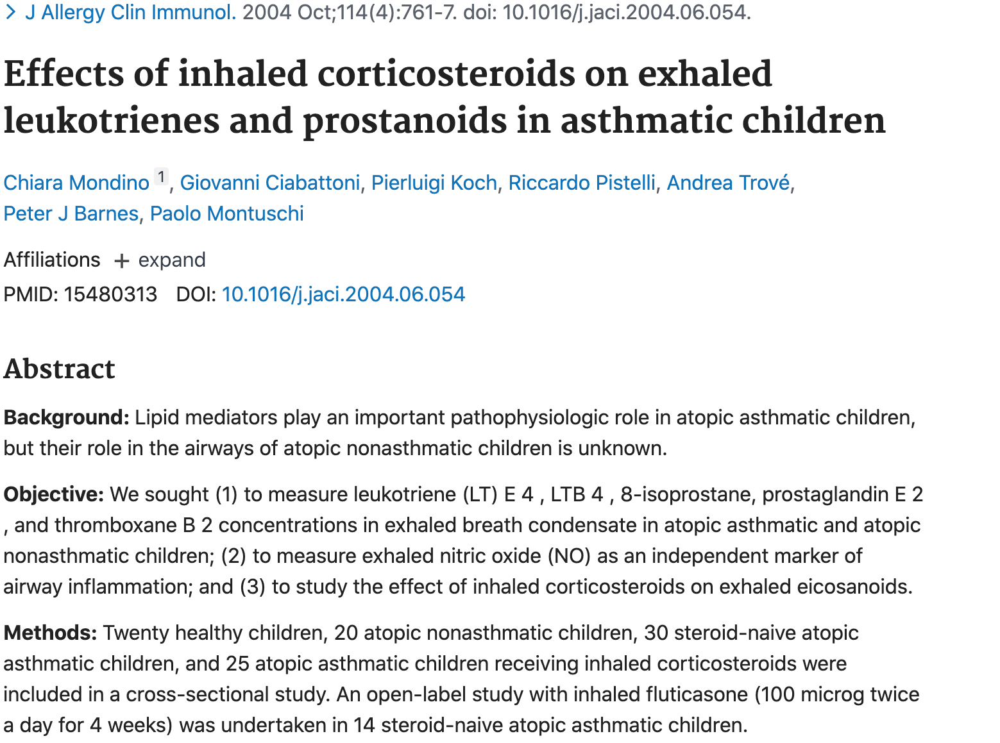 > J Allergy Clin Immunol. 2004 Oct;114(4):761-7. doi: 10.1016/j.jaci.2004.06.054.
Effects of inhaled corticosteroids on exhaled
leukotrienes and prostanoids in asthmatic children
Chiara Mondino 1, Giovanni Ciabattoni, Pierluigi Koch, Riccardo Pistelli, Andrea Trové,
Peter J Barnes, Paolo Montuschi
Affiliations + expand
PMID: 15480313 DOI: 10.1016/j.jaci.2004.06.054
Abstract
Background: Lipid mediators play an important pathophysiologic role in atopic asthmatic children,
but their role in the airways of atopic nonasthmatic children is unknown.
Objective: We sought (1) to measure leukotriene (LT) E 4 , LTB 4 , 8-isoprostane, prostaglandin E 2
, and thromboxane B 2 concentrations in exhaled breath condensate in atopic asthmatic and atopic
nonasthmatic children; (2) to measure exhaled nitric oxide (NO) as an independent marker of
airway inflammation; and (3) to study the effect of inhaled corticosteroids on exhaled eicosanoids.
Methods: Twenty healthy children, 20 atopic nonasthmatic children, 30 steroid-naive atopic
asthmatic children, and 25 atopic asthmatic children receiving inhaled corticosteroids were
included in a cross-sectional study. An open-label study with inhaled fluticasone (100 microg twice
a day for 4 weeks) was undertaken in 14 steroid-naive atopic asthmatic children.